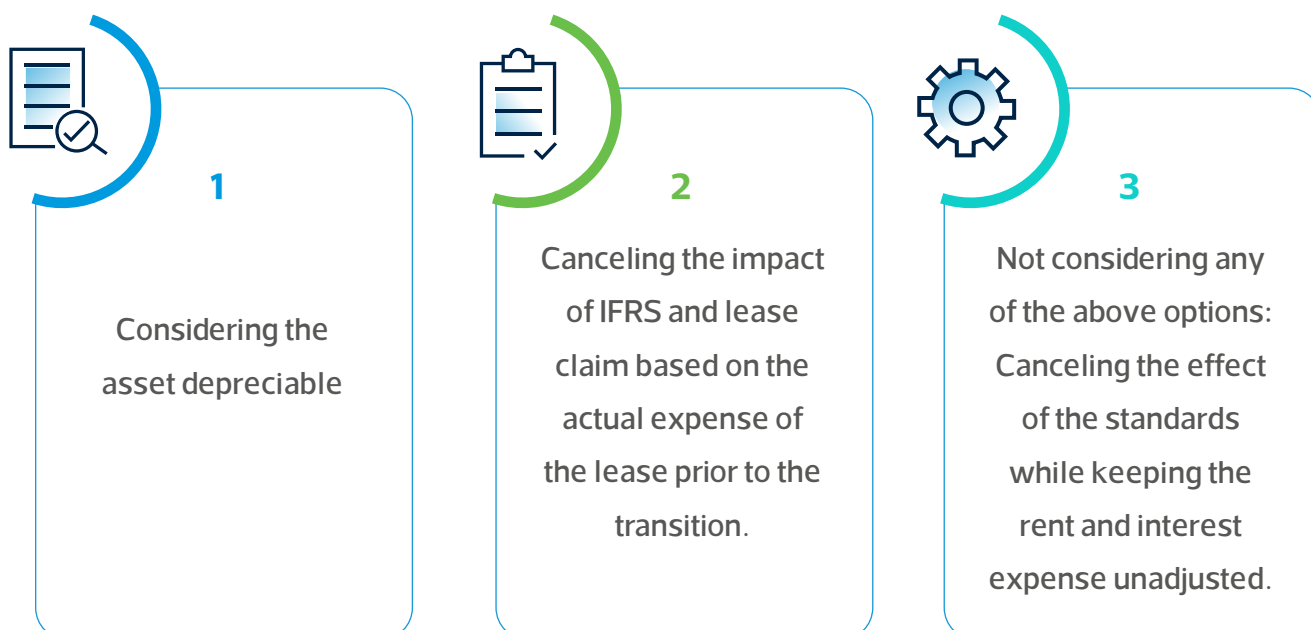 1
Considering the
asset depreciable
2
Canceling the impact
of IFRS and lease
claim based on the
actual expense of
the lease prior to the
transition.
3
Not considering any
of the above options:
Canceling the effect
of the standards
while keeping the
rent and interest
expense unadjusted.